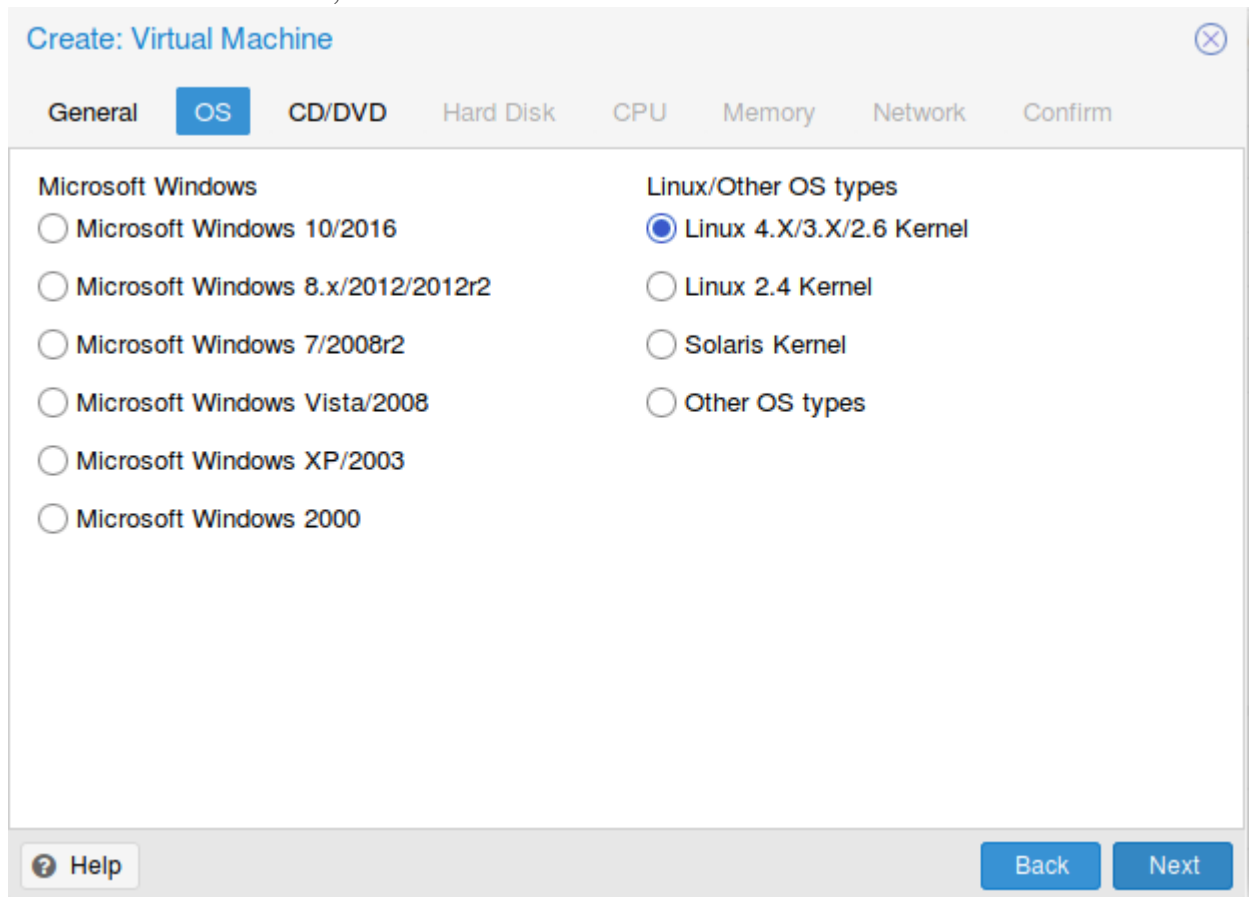 Create: Virtual Machine
General OS CD/DVD Hard Disk CPU Memory Network Confirm
Microsoft Windows
Microsoft Windows 10/2016
Microsoft Windows 8.x/2012/2012r2
Microsoft Windows 7/2008r2
Microsoft Windows Vista/2008
Microsoft Windows XP/2003
Microsoft Windows 2000
Linux/Other OS types
Linux 4.X/3.X/2.6 Kernel
Linux 2.4 Kernel
Solaris Kernel
Other OS types
Help Back Next